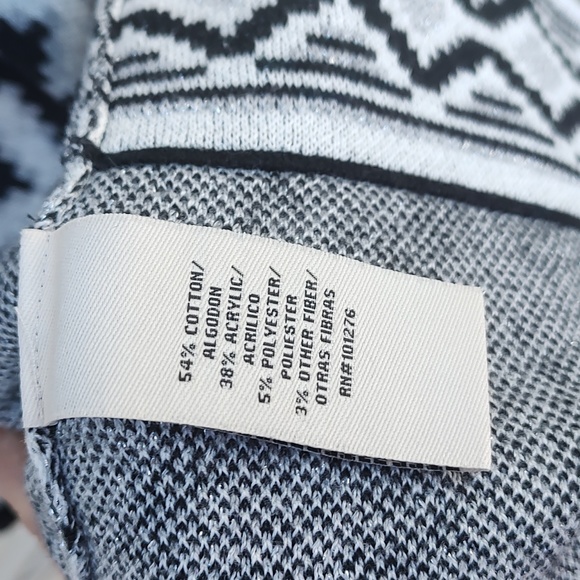 54% COTTON/
ALGODON
38% ACRYLIC/
ACRILICO
5% POLYESTER/
POLIESTER
3% OTHER FIBER/
OTRAS FIBRAS
RN#101276